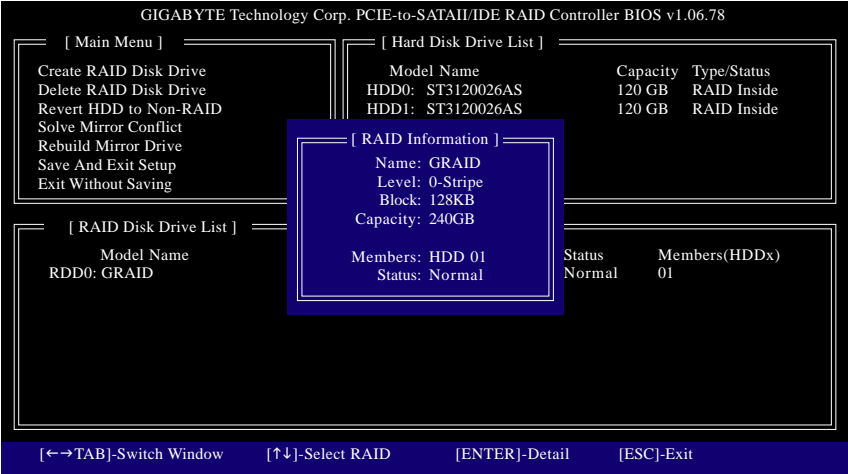 GIGABYTE Technology Corp. PCIE-to-SATAII/IDE RAID Controller BIOS v1.06.78
[ Main Menu ]
Create RAID Disk Drive
Delete RAID Disk Drive
Revert HDD to Non-RAID
Solve Mirror Conflict
Rebuild Mirror Drive
Save And Exit Setup
Exit Without Saving
[ Hard Disk Drive List ]
Model Name Capacity Type/Status
HDD0: ST3120026AS 120 GB RAID Inside
HDD1: ST3120026AS 120 GB RAID Inside
[ RAID Information ]
Name: GRAID
Level: 0-Stripe
Block: 128KB
Capacity: 240GB
Members: HDD 01
Status: Normal
[ RAID Disk Drive List ]
Model Name Status Members(HDDx)
RDD0: GRAID Normal 01
[←→TAB]-Switch Window [↑↓]-Select RAID [ENTER]-Detail [ESC]-Exit